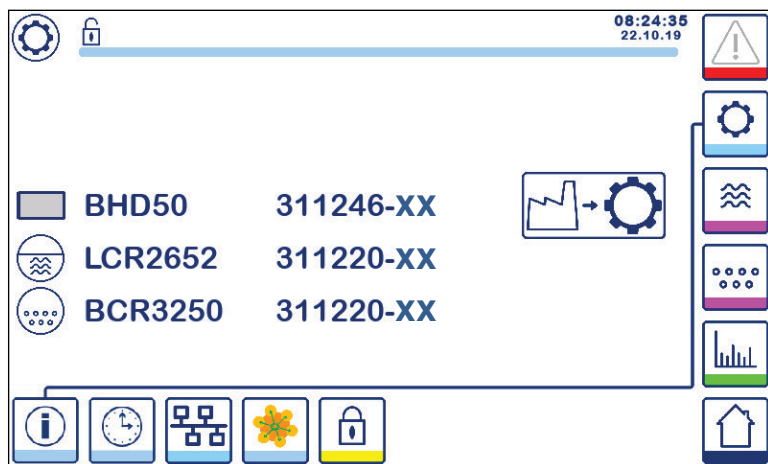 08:24:35
22.10.19
BHD50 311246-XX
LCR2652 311220-XX
BCR3250 311220-XX
i